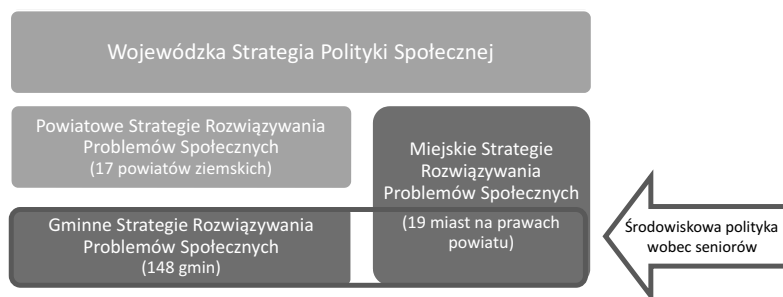 Wojewódzka Strategia Polityki Społecznej
Powiatowe Strategie Rozwiązywania
Problemów Społecznych
(17 powiatów ziemskich)
Miejskie Strategie
Rozwiązywania
Problemów Społecznych
(19 miast na prawach
powiatu)
Gminne Strategie Rozwiązywania
Problemów Społecznych
(148 gmin)
Środowiskowa polityka
wobec seniorów